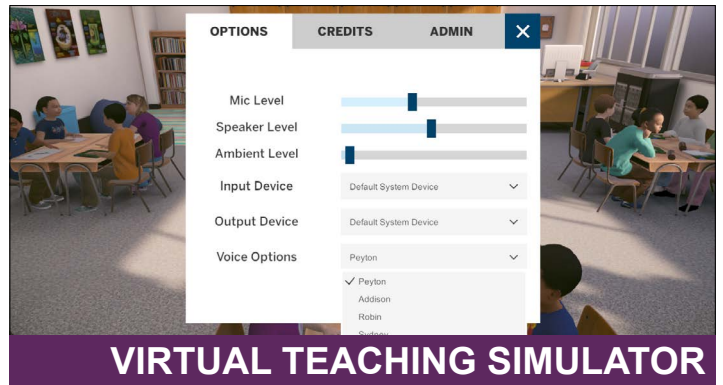 OPTIONS CREDITS ADMIN ✕
Mic Level
Speaker Level
Ambient Level
Input Device Default System Device
Output Device Default System Device
Voice Options Peyton
✓ Peyton
Addison
Robin
Sydney
VIRTUAL TEACHING SIMULATOR